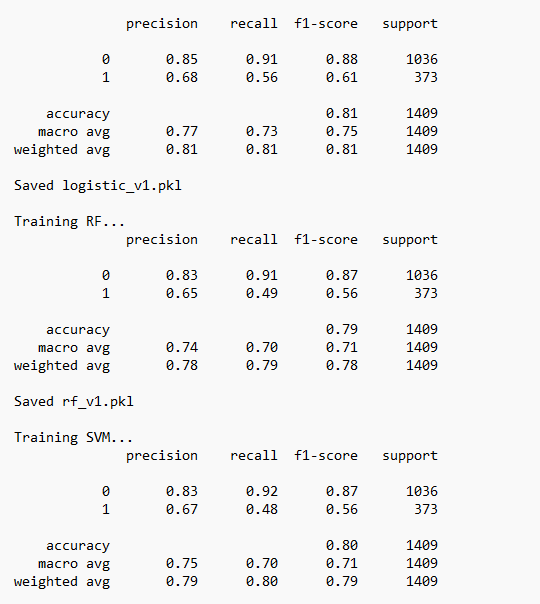 precision recall f1-score support
0 0.85 0.91 0.88 1036
1 0.68 0.56 0.61 373
accuracy 0.81 1409
macro avg 0.77 0.73 0.75 1409
weighted avg 0.81 0.81 0.81 1409
Saved logistic_v1.pkl
Training RF...
precision recall f1-score support
0 0.83 0.91 0.87 1036
1 0.65 0.49 0.56 373
accuracy 0.79 1409
macro avg 0.74 0.70 0.71 1409
weighted avg 0.78 0.79 0.78 1409
Saved rf_v1.pkl
Training SVM...
precision recall f1-score support
0 0.83 0.92 0.87 1036
1 0.67 0.48 0.56 373
accuracy 0.80 1409
macro avg 0.75 0.70 0.71 1409
weighted avg 0.79 0.80 0.79 1409